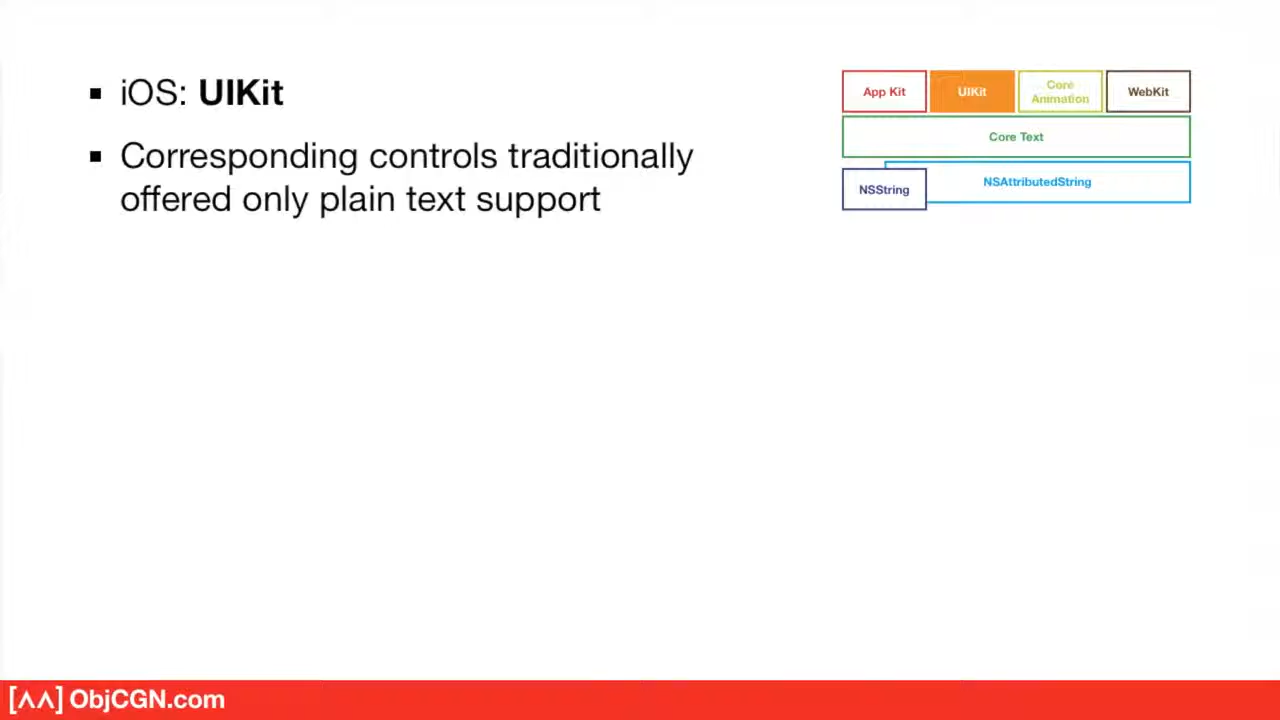 ▪ iOS: UIKit
▪ Corresponding controls traditionally
offered only plain text support
App Kit
UIKit
Core
Animation
WebKit
Core Text
NSString
NSAttributedString
[ʌʌ] ObjCGN.com